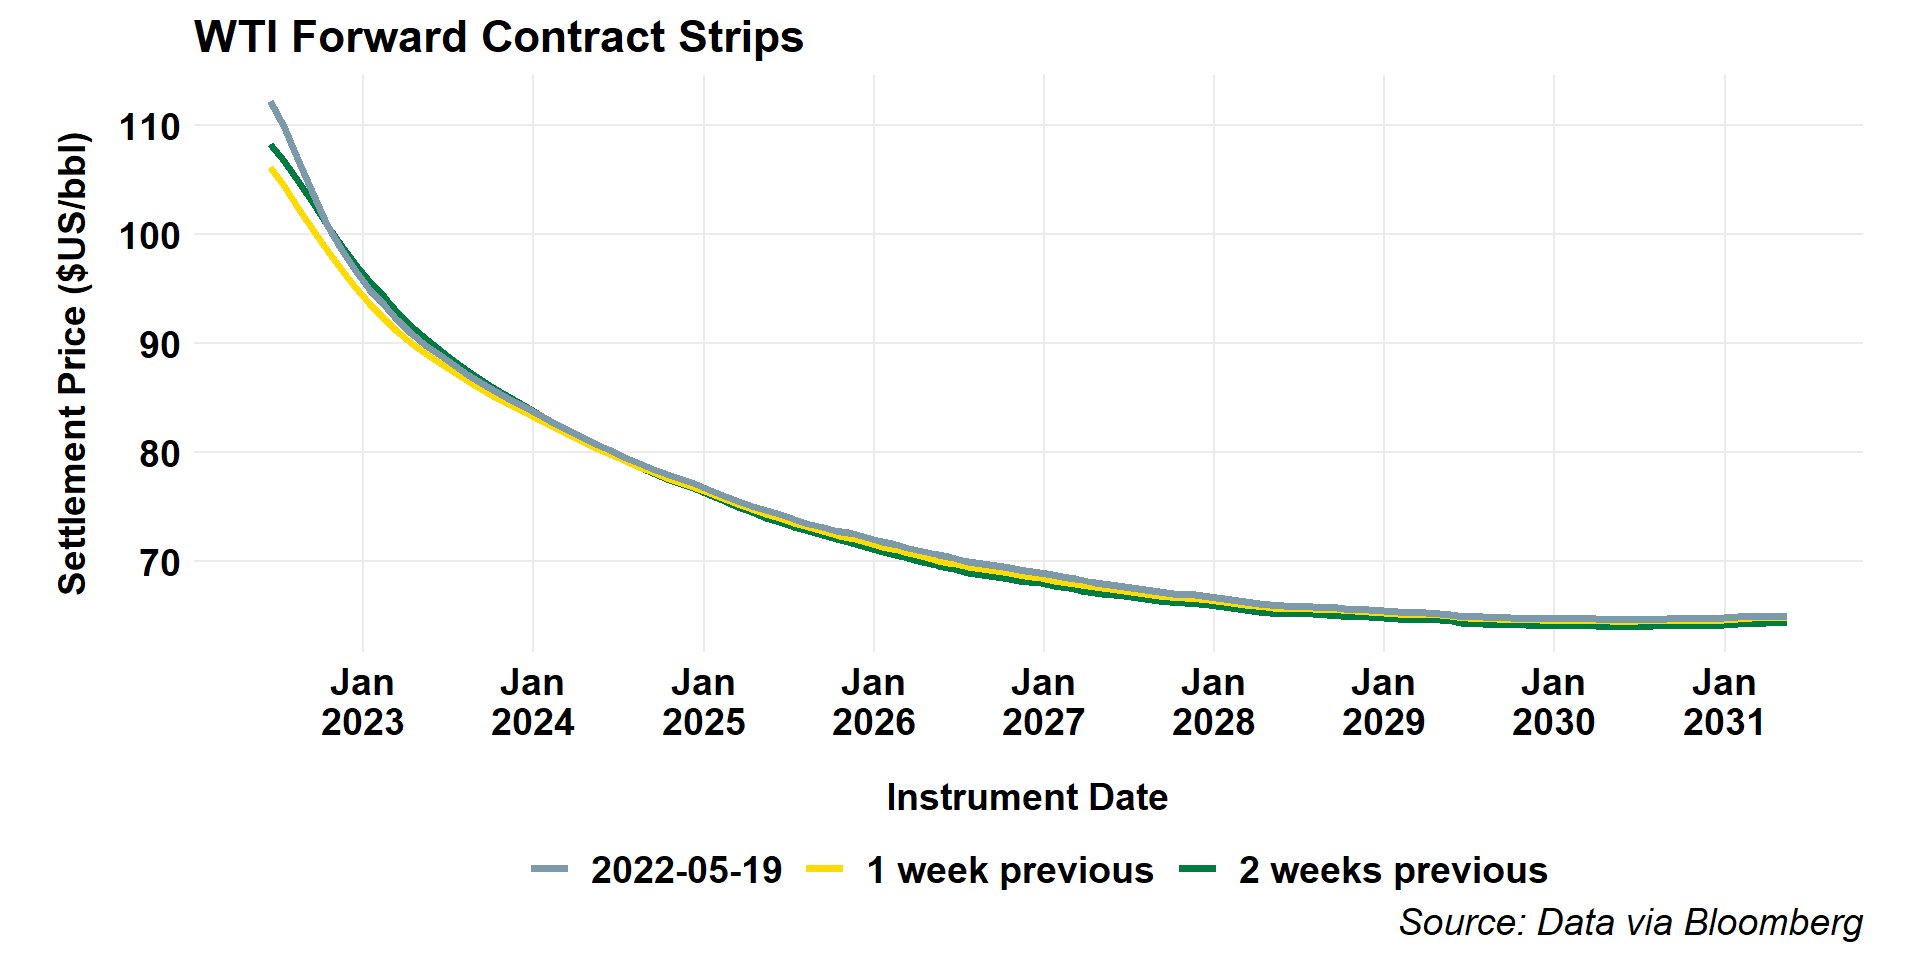 WTI Forward Contract Strips
Settlement Price ($US/bbl)
110
100
90
80
70
Jan 2023
Jan 2024
Jan 2025
Jan 2026
Jan 2027
Jan 2028
Jan 2029
Jan 2030
Jan 2031
Instrument Date
2022-05-19
1 week previous
2 weeks previous
Source: Data via Bloomberg